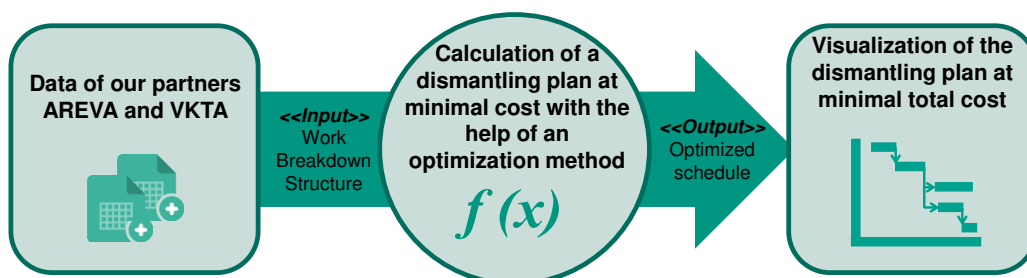 Data of our partners
AREVA and VKTA
<<Input>>
Work
Breakdown
Structure
Calculation of a
dismantling plan at
minimal cost with the
help of an
optimization method
f (x)
<<Output>>
Optimized
schedule
Visualization of the
dismantling plan at
minimal total cost